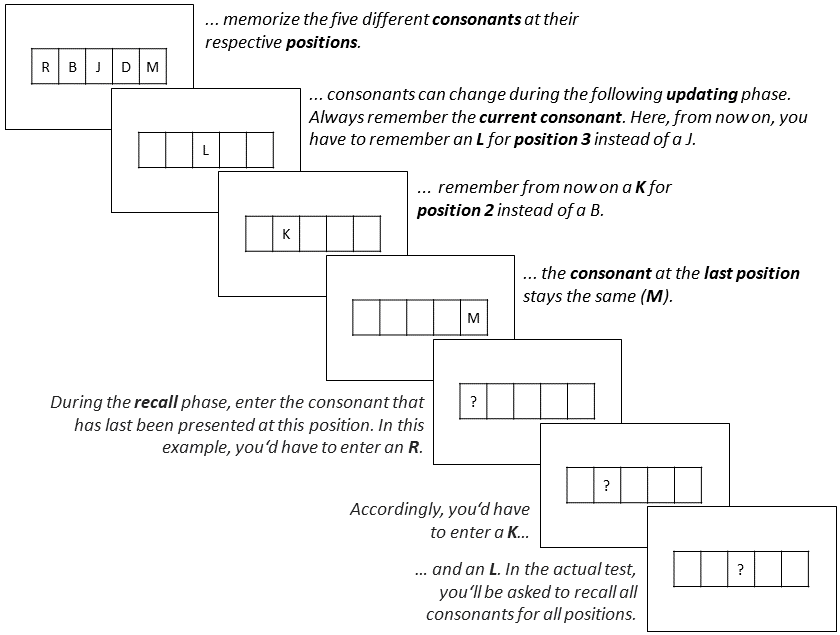 ... memorize the five different consonants at their
respective positions.
R B J D M
... consonants can change during the following updating phase.
Always remember the current consonant. Here, from now on, you
have to remember an L for position 3 instead of a J.
L
... remember from now on a K for
position 2 instead of a B.
K
... the consonant at the last position
stays the same (M).
M
During the recall phase, enter the consonant that
has last been presented at this position. In this
example, you‘d have to enter an R.
?
Accordingly, you‘d have
to enter a K...
?
... and an L. In the actual test,
you‘ll be asked to recall all
consonants for all positions.
?